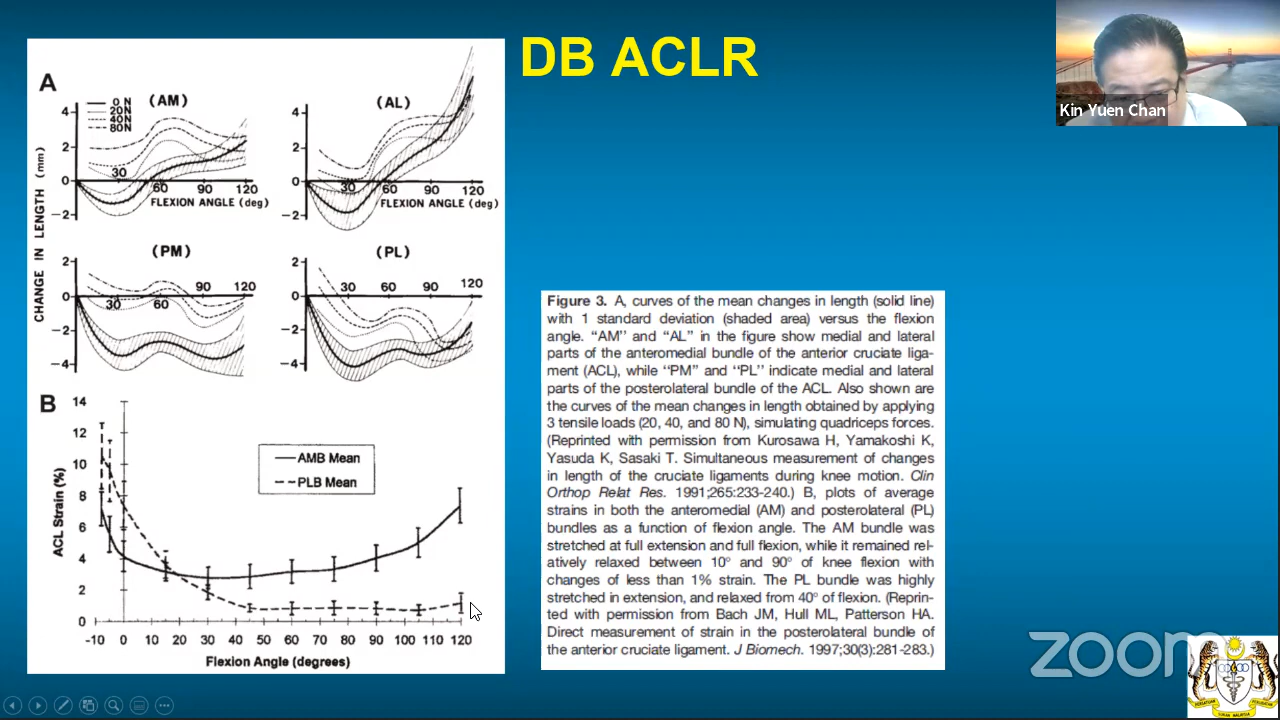 DB ACLR
Kin Yuen Chan
A
(AM)
(AL)
0 N
20N
40N
80N
4
2
0
-2
30
60
90
120
FLEXION ANGLE (deg)
4
2
0
-2
30
60
90
120
FLEXION ANGLE (deg)
CHANGE IN LENGTH (mm)
(PM)
(PL)
2
0
-2
-4
30
60
90
120
2
0
-2
-4
30
60
90
120
B
14
12
10
8
6
4
2
0
ACL Strain (%)
AMB Mean
PLB Mean
-10 0 10 20 30 40 50 60 70 80 90 100 110 120
Flexion Angle (degrees)
Figure 3. A, curves of the mean changes in length (solid line)
with 1 standard deviation (shaded area) versus the flexion
angle. “AM” and “AL” in the figure show medial and lateral
parts of the anteromedial bundle of the anterior cruciate liga-
ment (ACL), while “PM” and “PL” indicate medial and lateral
parts of the posterolateral bundle of the ACL. Also shown are
the curves of the mean changes in length obtained by applying
3 tensile loads (20, 40, and 80 N), simulating quadriceps forces.
(Reprinted with permission from Kurosawa H, Yamakoshi K,
Yasuda K, Sasaki T. Simultaneous measurement of changes
in length of the cruciate ligaments during knee motion. Clin
Orthop Relat Res. 1991;265:233-240.) B, plots of average
strains in both the anteromedial (AM) and posterolateral (PL)
bundles as a function of flexion angle. The AM bundle was
stretched at full extension and full flexion, while it remained rel-
atively relaxed between 10° and 90° of knee flexion with
changes of less than 1% strain. The PL bundle was highly
stretched in extension, and relaxed from 40° of flexion. (Reprin-
ted with permission from Bach JM, Hull ML, Patterson HA.
Direct measurement of strain in the posterolateral bundle of
the anterior cruciate ligament. J Biomech. 1997;30(3):281-283.)
zoom